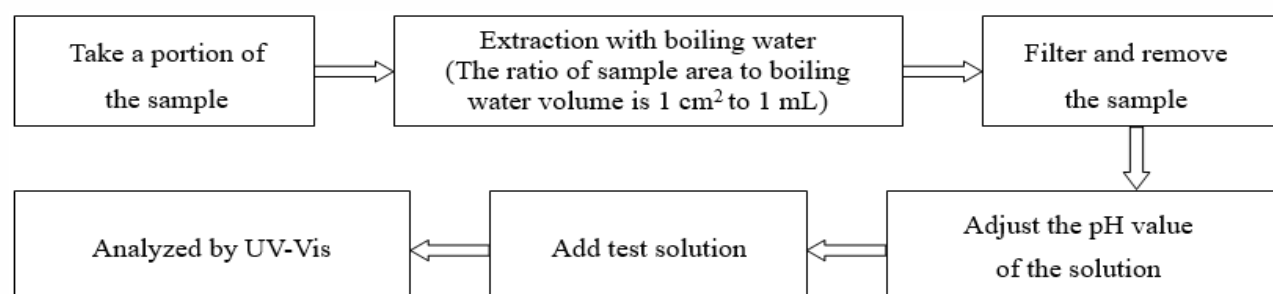 Take a portion of
the sample
Extraction with boiling water
(The ratio of sample area to boiling
water volume is 1 cm² to 1 mL)
Filter and remove
the sample
Adjust the pH value
of the solution
Add test solution
Analyzed by UV-Vis